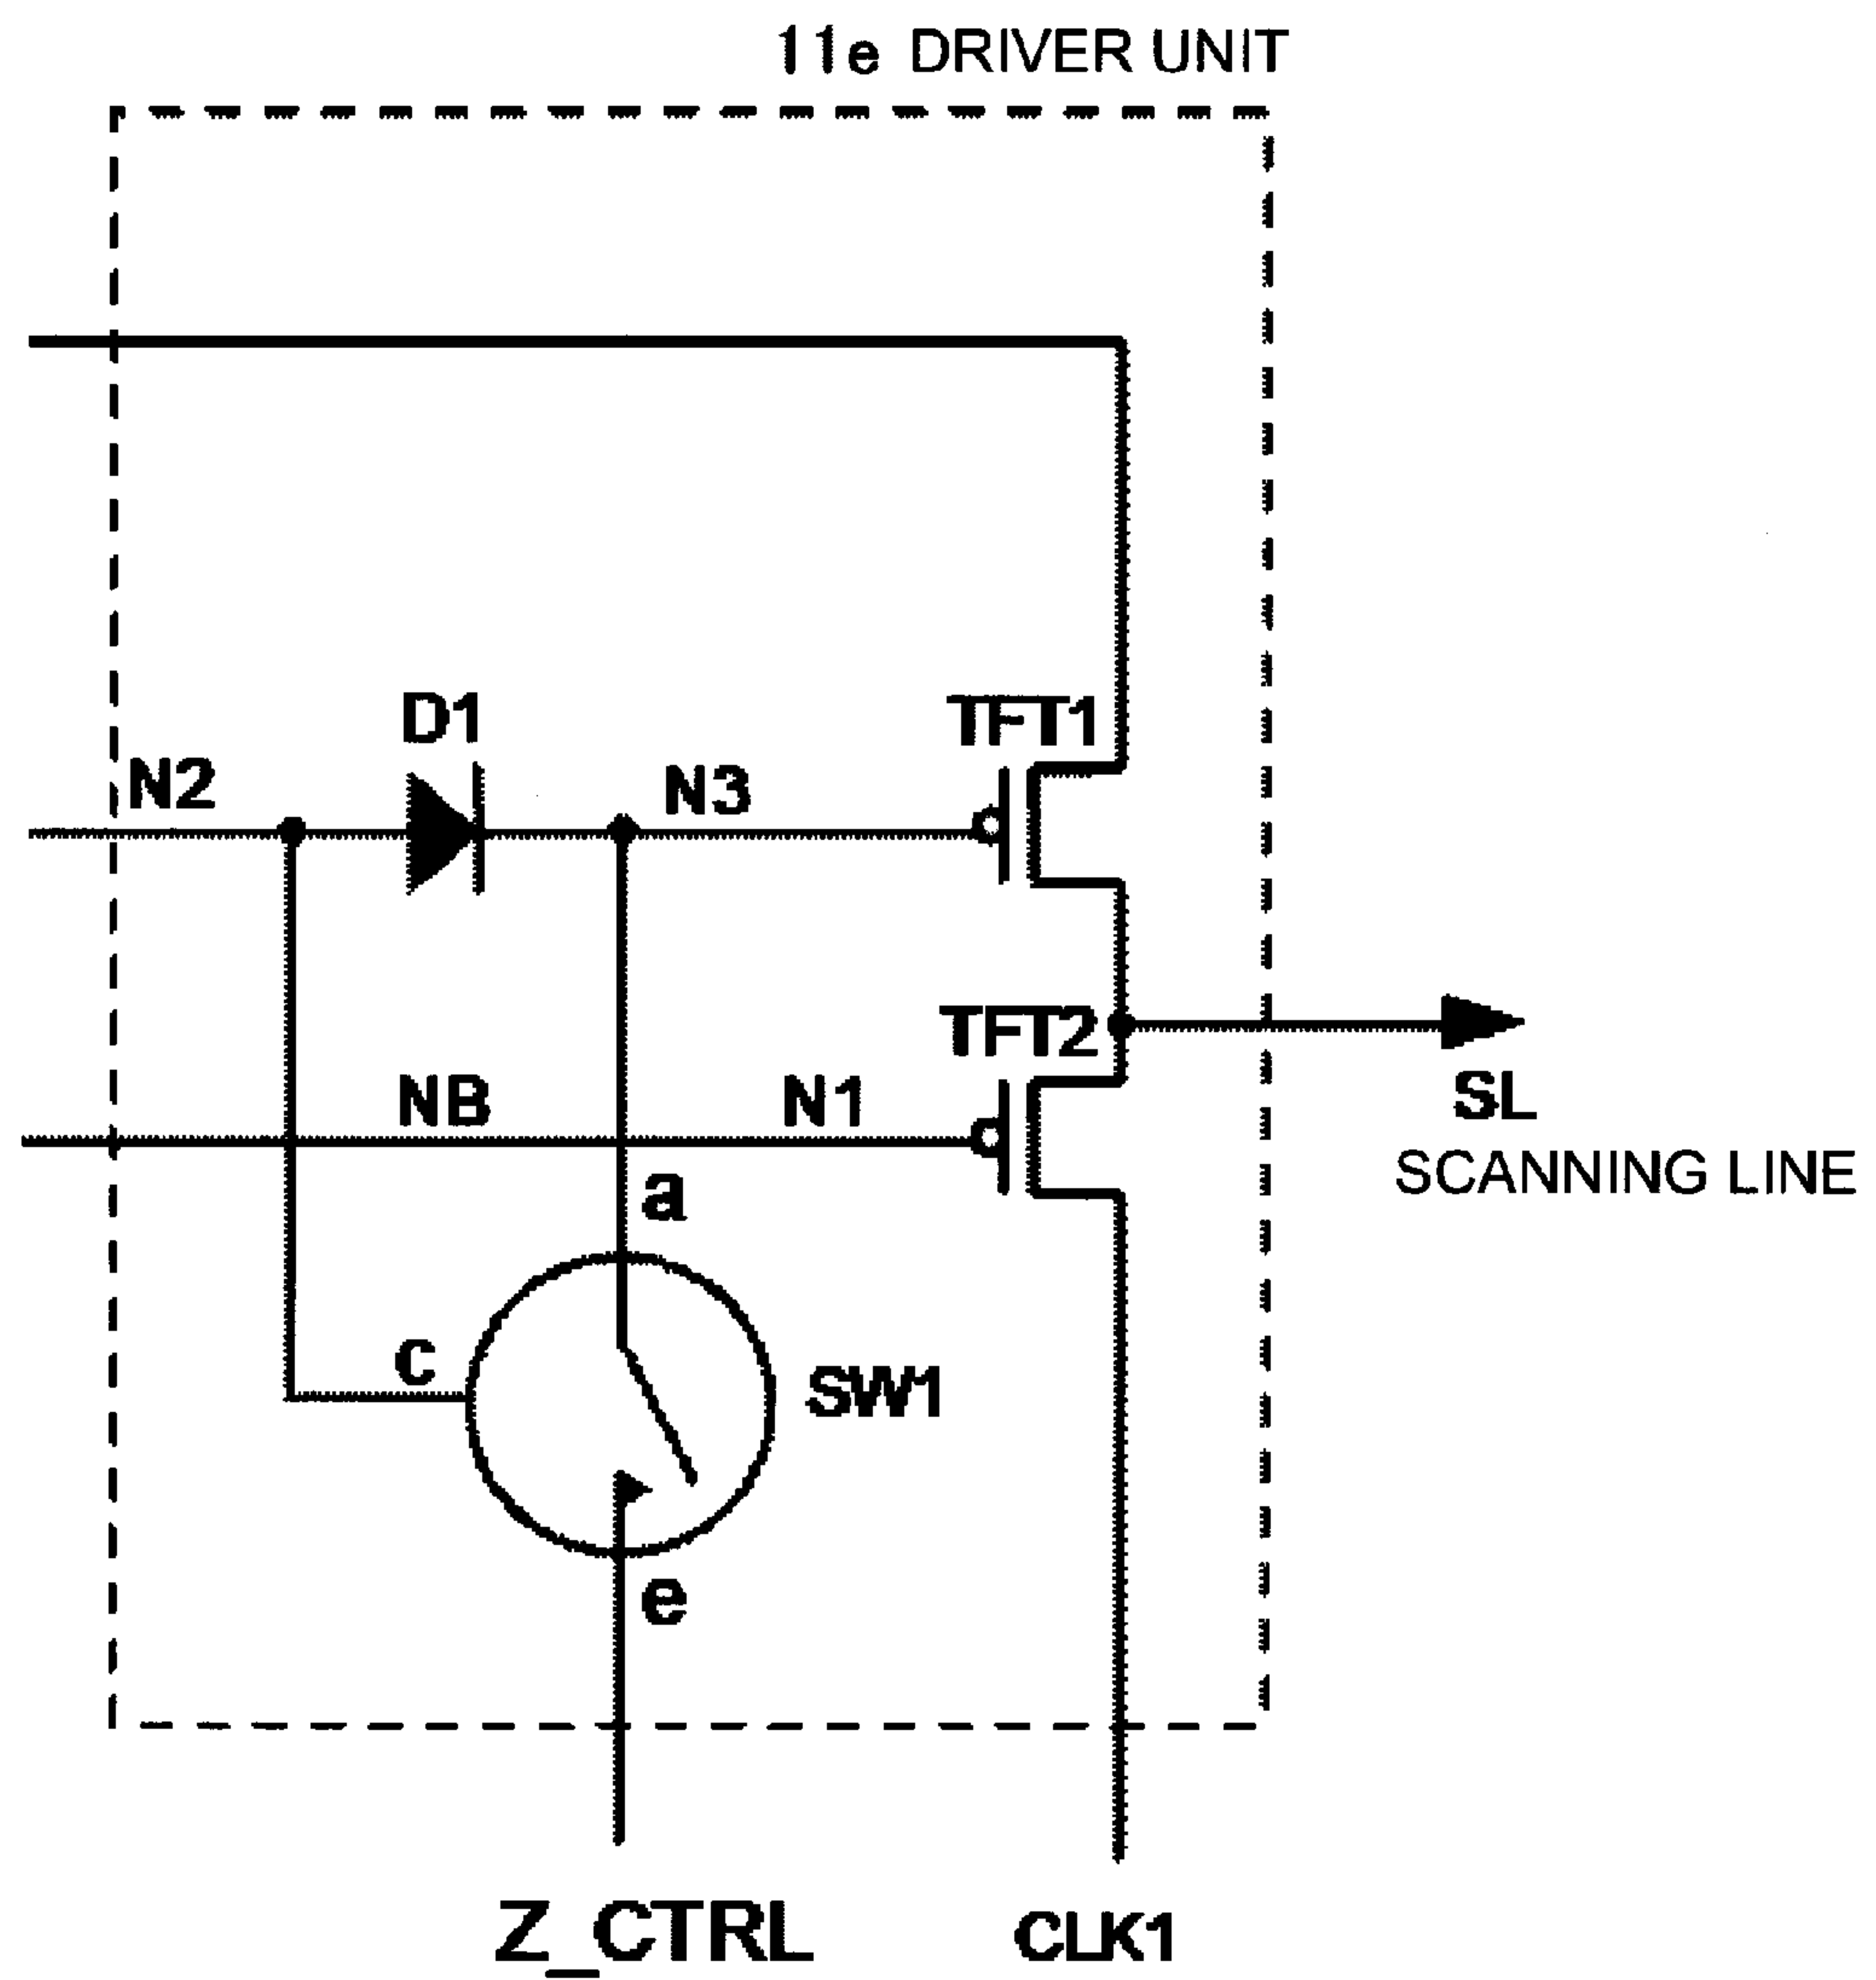 11e DRIVER UNIT
D1
TFT1
N2
N3
TFT2
NB
N1
SL
SCANNING LINE
a
c
SW1
e
Z_CTRL
CLK1